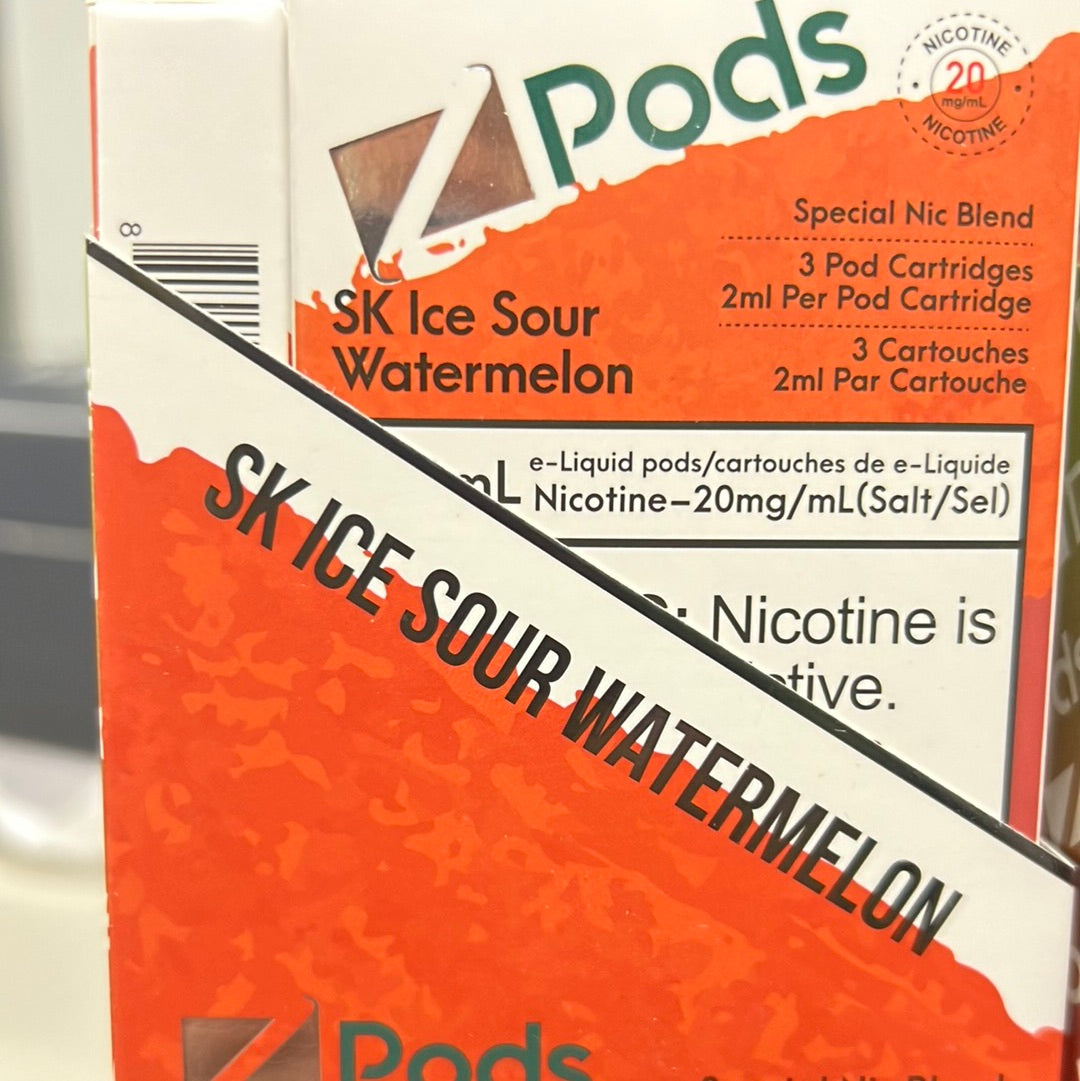 Z Pods
NICOTINE
20
mg/mL
NICOTINE
Special Nic Blend
3 Pod Cartridges
2ml Per Pod Cartridge
3 Cartouches
2ml Par Cartouche
SK Ice Sour
Watermelon
8
mL e-Liquid pods/cartouches de e-Liquide
Nicotine-20mg/mL(Salt/Sel)
Nicotine is
SK ICE SOUR WATERMELON
Z Pods